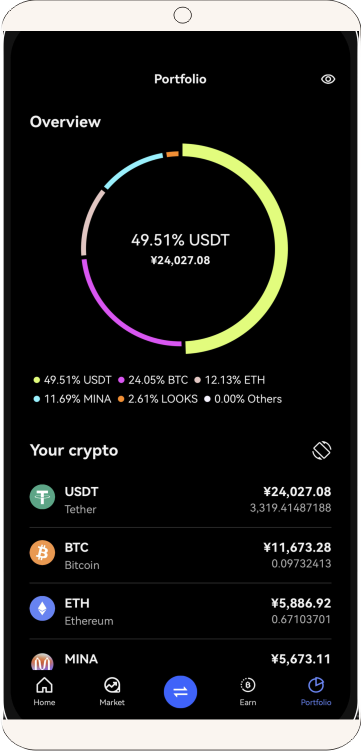 Portfolio
Overview
49.51% USDT
¥24,027.08
49.51% USDT 24.05% BTC 12.13% ETH
11.69% MINA 2.61% LOOKS 0.00% Others
Your crypto
USDT ¥24,027.08
Tether 3,319.41487188
BTC ¥11,673.28
Bitcoin 0.09732413
ETH ¥5,886.92
Ethereum 0.67103701
MINA ¥5,673.11
Home Market Earn Portfolio